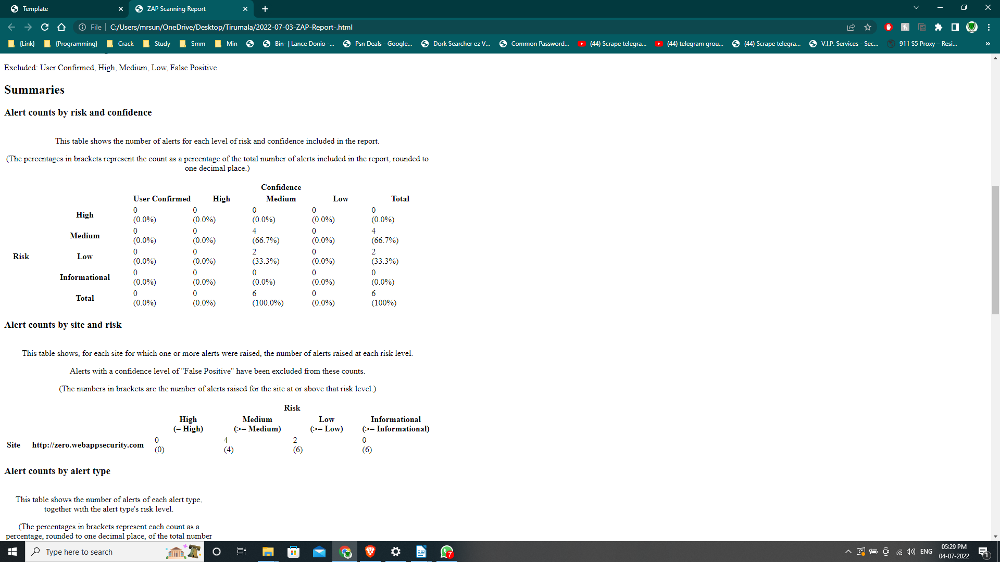 Template
ZAP Scanning Report
File
C:/Users/mrsun/OneDrive/Desktop/Tirumala/2022-07-03-ZAP-Report-.html
{Link}
{Programming}
Crack
Study
Smm
Min
Bin- | Lance Donio -...
Psn Deals - Google...
Dork Searcher ez V...
Common Password...
(44) Scrape telegra...
(44) telegram grou...
(44) Scrape telegra...
V.I.P. Services - Sec...
911 S5 Proxy – Resi...
»
Excluded: User Confirmed, High, Medium, Low, False Positive
Summaries
Alert counts by risk and confidence
This table shows the number of alerts for each level of risk and confidence included in the report.
(The percentages in brackets represent the count as a percentage of the total number of alerts included in the report, rounded to
one decimal place.)
Confidence
User Confirmed High Medium Low Total
High
0 0 0 0 0
(0.0%) (0.0%) (0.0%) (0.0%) (0.0%)
Medium
0 0 4 0 4
(0.0%) (0.0%) (66.7%) (0.0%) (66.7%)
Risk
Low
0 0 2 0 2
(0.0%) (0.0%) (33.3%) (0.0%) (33.3%)
Informational
0 0 0 0 0
(0.0%) (0.0%) (0.0%) (0.0%) (0.0%)
Total
0 0 6 0 6
(0.0%) (0.0%) (100.0%) (0.0%) (100%)
Alert counts by site and risk
This table shows, for each site for which one or more alerts were raised, the number of alerts raised at each risk level.
Alerts with a confidence level of "False Positive" have been excluded from these counts.
(The numbers in brackets are the number of alerts raised for the site at or above that risk level.)
Risk
High Medium Low Informational
(= High) (>= Medium) (>= Low) (>= Informational)
Site http://zero.webappsecurity.com
0 4 2 0
(0) (4) (6) (6)
Alert counts by alert type
This table shows the number of alerts of each alert type,
together with the alert type's risk level.
(The percentages in brackets represent each count as a
percentage, rounded to one decimal place, of the total number
Type here to search
7
ENG
05:29 PM
04-07-2022
1